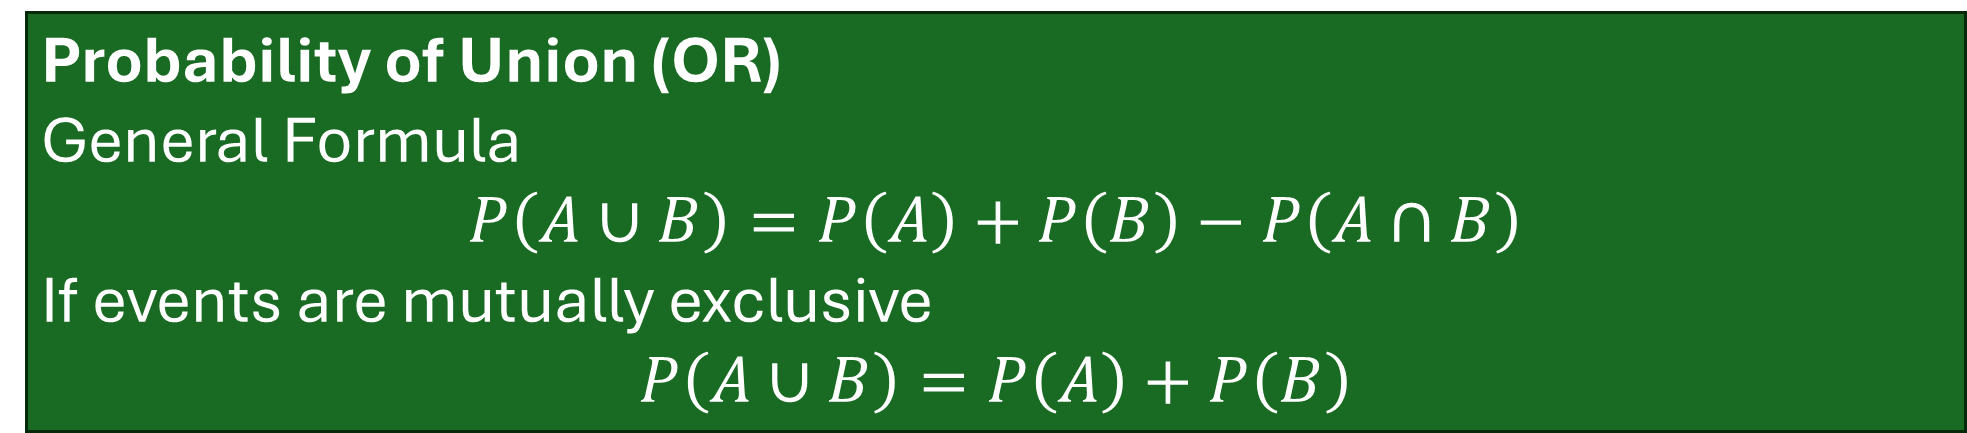 Probability of Union (OR)
General Formula
P(A ∪ B) = P(A) + P(B) − P(A ∩ B)
If events are mutually exclusive
P(A ∪ B) = P(A) + P(B)